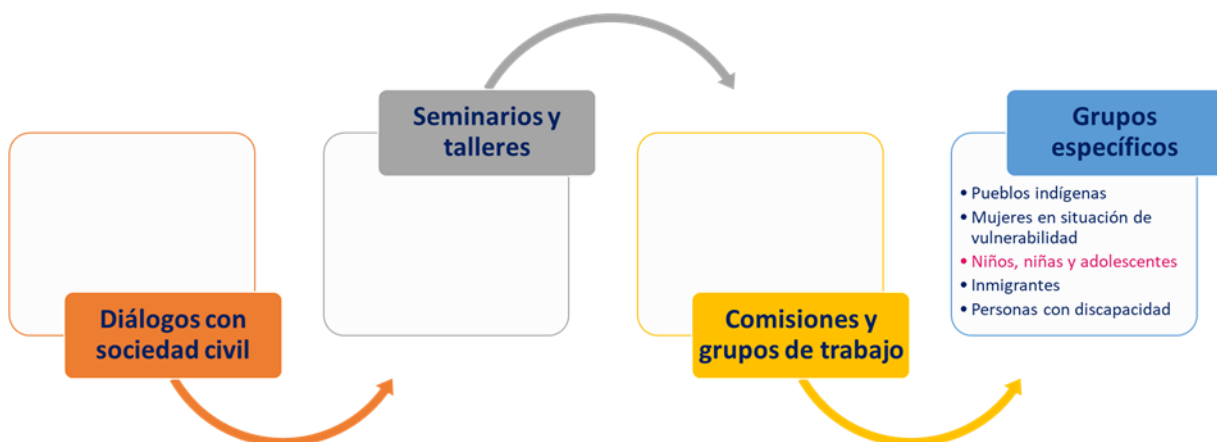 Diálogos con
sociedad civil
Seminarios y
talleres
Comisiones y
grupos de trabajo
Grupos
específicos
• Pueblos indígenas
• Mujeres en situación de
vulnerabilidad
• Niños, niñas y adolescentes
• Inmigrantes
• Personas con discapacidad